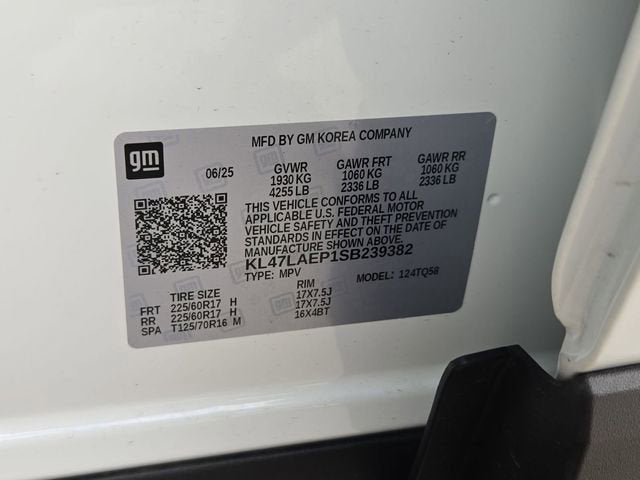 gm
MFD BY GM KOREA COMPANY
06/25
GVWR GAWR FRT GAWR RR
1930 KG 1060 KG 1060 KG
4255 LB 2336 LB 2336 LB
THIS VEHICLE CONFORMS TO ALL
APPLICABLE U.S. FEDERAL MOTOR
VEHICLE SAFETY AND THEFT PREVENTION
STANDARDS IN EFFECT ON THE DATE OF
MANUFACTURE SHOWN ABOVE.
KL47LAEP1SB239382
TYPE: MPV MODEL: 124TQ58
TIRE SIZE RIM
FRT 225/60R17 H 17X7.5J
RR 225/60R17 H 17X7.5J
SPA T125/70R16 M 16X4BT